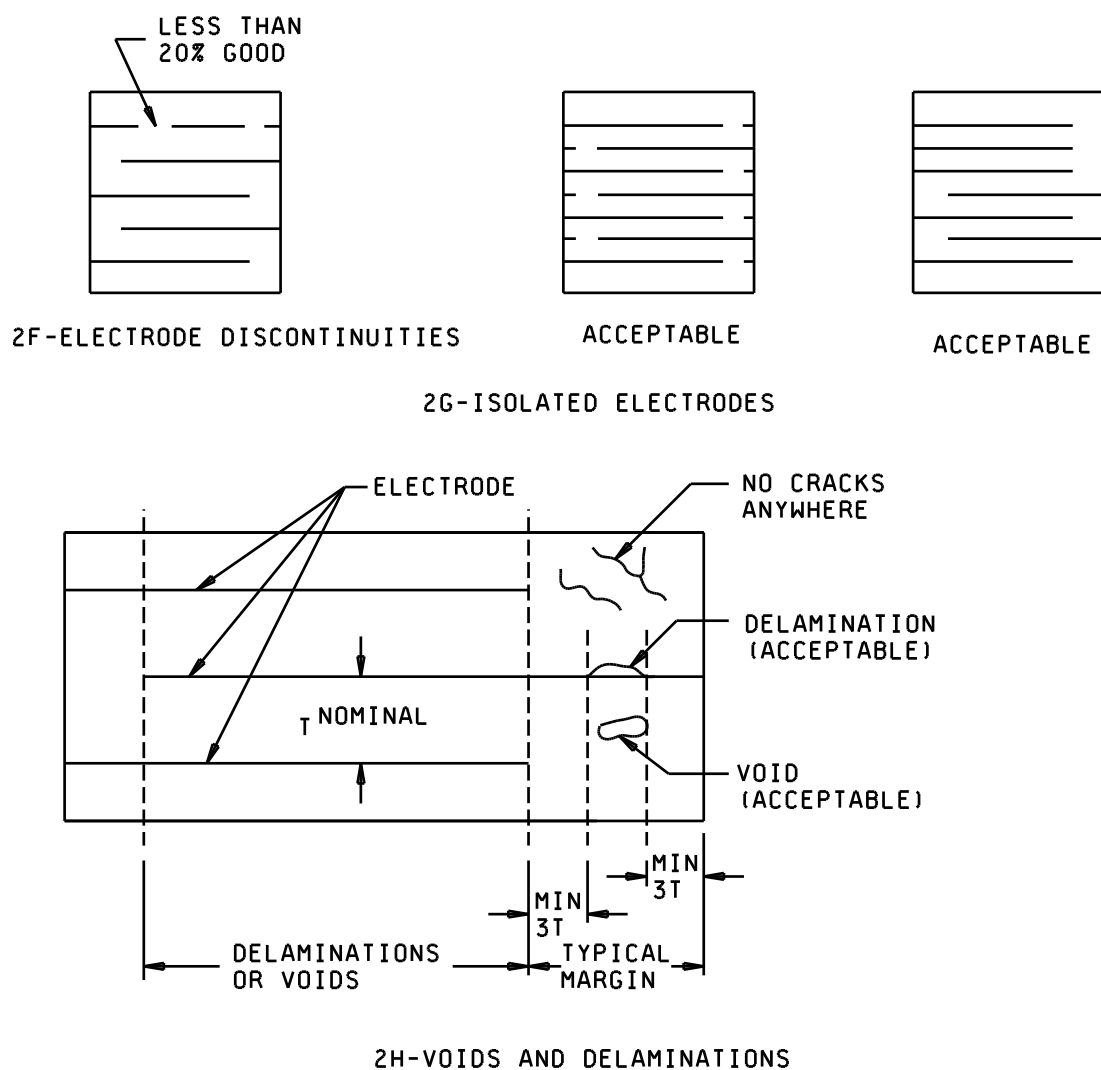 LESS THAN
20% GOOD
2F-ELECTRODE DISCONTINUITIES
ACCEPTABLE
ACCEPTABLE
2G-ISOLATED ELECTRODES
ELECTRODE
NO CRACKS
ANYWHERE
DELAMINATION
(ACCEPTABLE)
T NOMINAL
VOID
(ACCEPTABLE)
MIN
3T
MIN
3T
DELAMINATIONS
OR VOIDS
TYPICAL
MARGIN
2H-VOIDS AND DELAMINATIONS